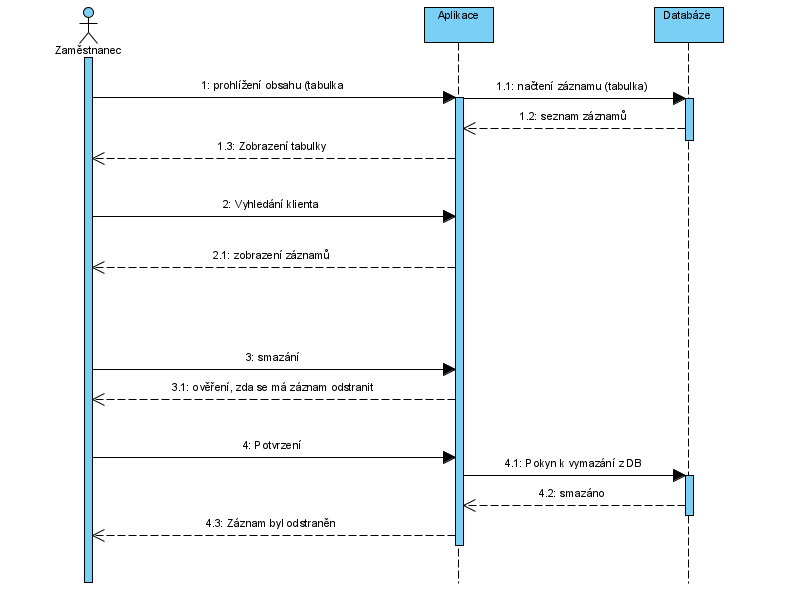 Aplikace
Databáze
Zaměstnanec
1: prohlížení obsahu (tabulka
1.1: načtení záznamu (tabulka)
1.2: seznam záznamů
1.3: Zobrazení tabulky
2: Vyhledání klienta
2.1: zobrazení záznamů
3: smazání
3.1: ověření, zda se má záznam odstranit
4: Potvrzení
4.1: Pokyn k vymazání z DB
4.2: smazáno
4.3: Záznam byl odstraněn